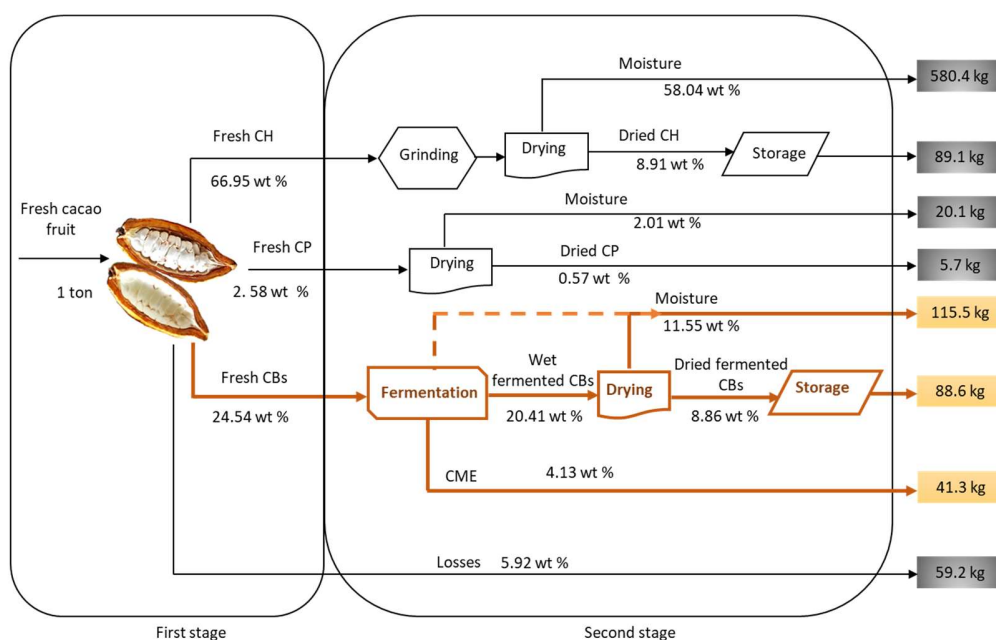 Moisture
580.4 kg
58.04 wt %
Fresh CH
Grinding
Drying
Dried CH
8.91 wt %
Storage
89.1 kg
66.95 wt %
Moisture
20.1 kg
2.01 wt %
Fresh cacao
fruit
1 ton
Fresh CP
2. 58 wt %
Drying
Dried CP
0.57 wt %
5.7 kg
Moisture
115.5 kg
11.55 wt %
Fresh CBs
24.54 wt %
Fermentation
Wet
fermented CBs
20.41 wt %
Drying
Dried fermented
CBs
8.86 wt %
Storage
88.6 kg
CME
4.13 wt %
41.3 kg
Losses
5.92 wt %
59.2 kg
First stage
Second stage